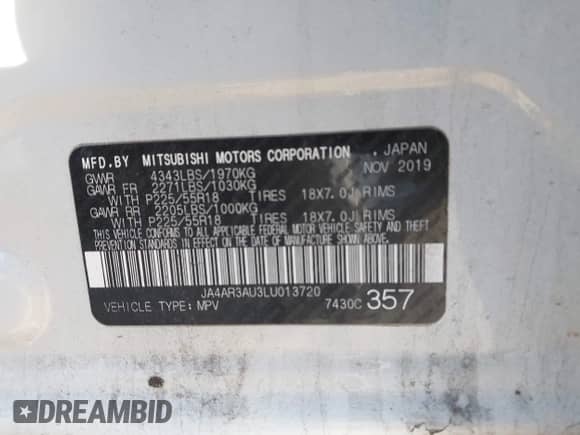 MFD.BY MITSUBISHI MOTORS CORPORATION . JAPAN
GVWR 4343LBS/1970KG NOV 2019
GAWR FR 2271LBS/1030KG
WITH P225/55R18 TIRES 18X7.0J RIMS
GAWR RR 2205LBS/1000KG
WITH P225/55R18 TIRES 18X7.0J RIMS
THIS VEHICLE CONFORMS TO ALL APPLICABLE FEDERAL MOTOR VEHICLE SAFETY
AND THEFT PREVENTION STANDARDS IN EFFECT ON THE DATE OF
MANUFACTURE SHOWN ABOVE.
JA4AR3AU3LU013720
VEHICLE TYPE: MPV 7430C 357
DREAMBID